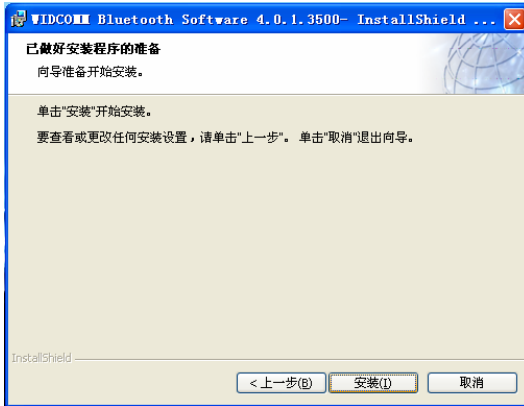 WIDCOMM Bluetooth Software 4.0.1.3500- InstallShield ...
已做好安装程序的准备
向导准备开始安装。
单击"安装"开始安装。
要查看或更改任何安装设置，请单击"上一步"。 单击"取消"退出向导。
InstallShield
< 上一步(B)
安装(I)
取消